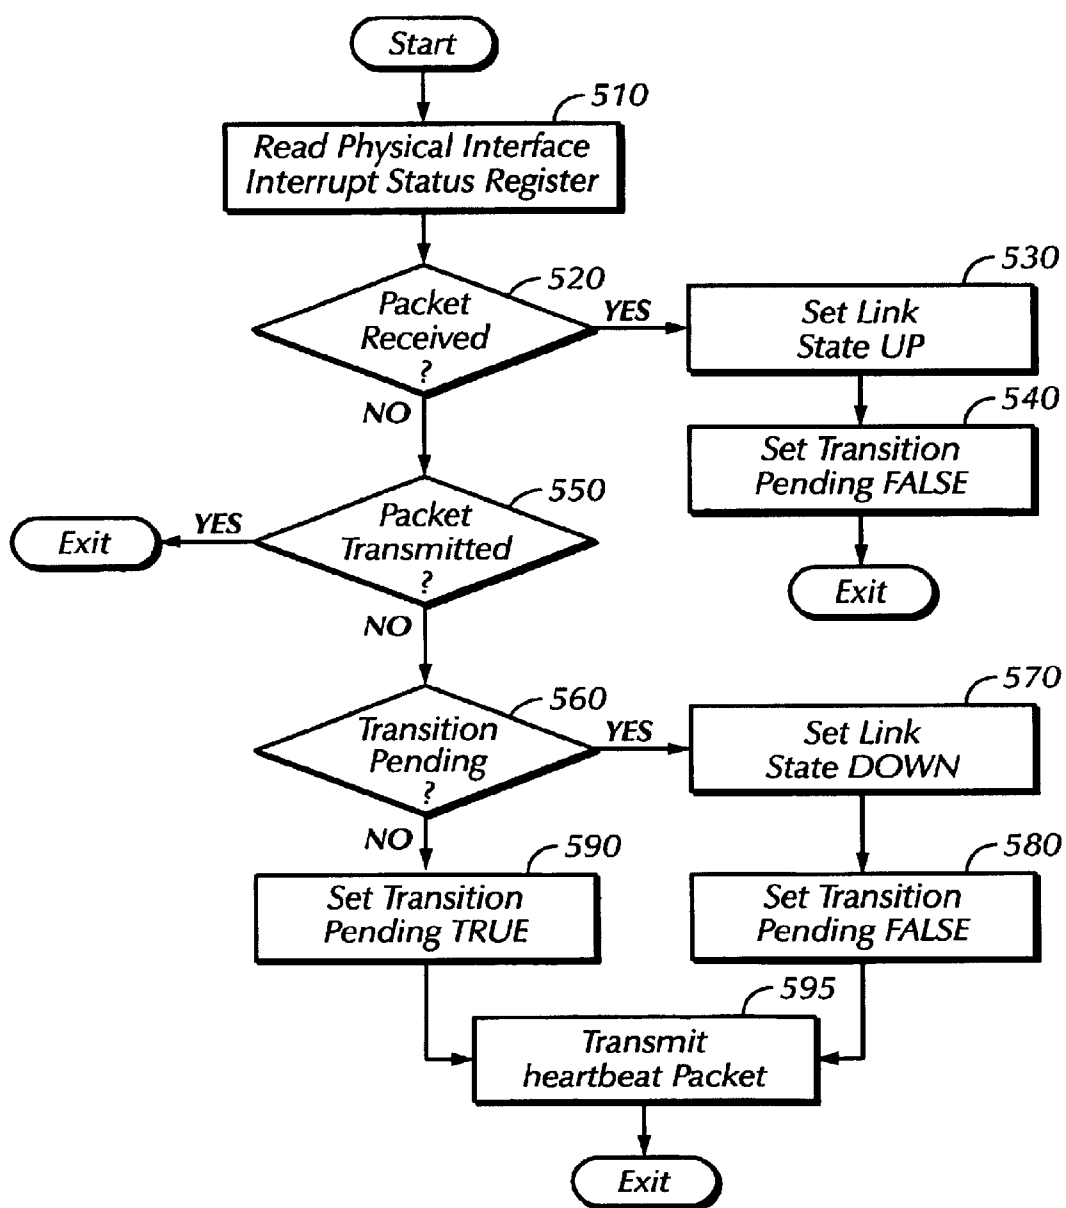 Start
510
Read Physical Interface
Interrupt Status Register
520
Packet
Received
?
YES
530
Set Link
State UP
NO
540
Set Transition
Pending FALSE
Exit
550
Packet
Transmitted
?
YES
Exit
NO
560
Transition
Pending
?
YES
570
Set Link
State DOWN
NO
590
Set Transition
Pending TRUE
580
Set Transition
Pending FALSE
595
Transmit
heartbeat Packet
Exit